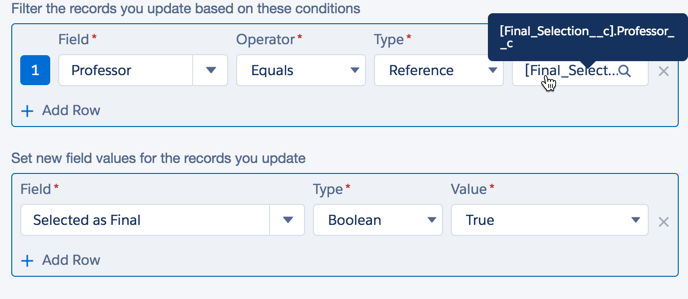 Filter the records you update based on these conditions
[Final_Selection__c].Professor_
_c
Field* Operator* Type*
1 Professor Equals Reference [Final_Select...
+ Add Row
Set new field values for the records you update
Field* Type* Value*
Selected as Final Boolean True
+ Add Row